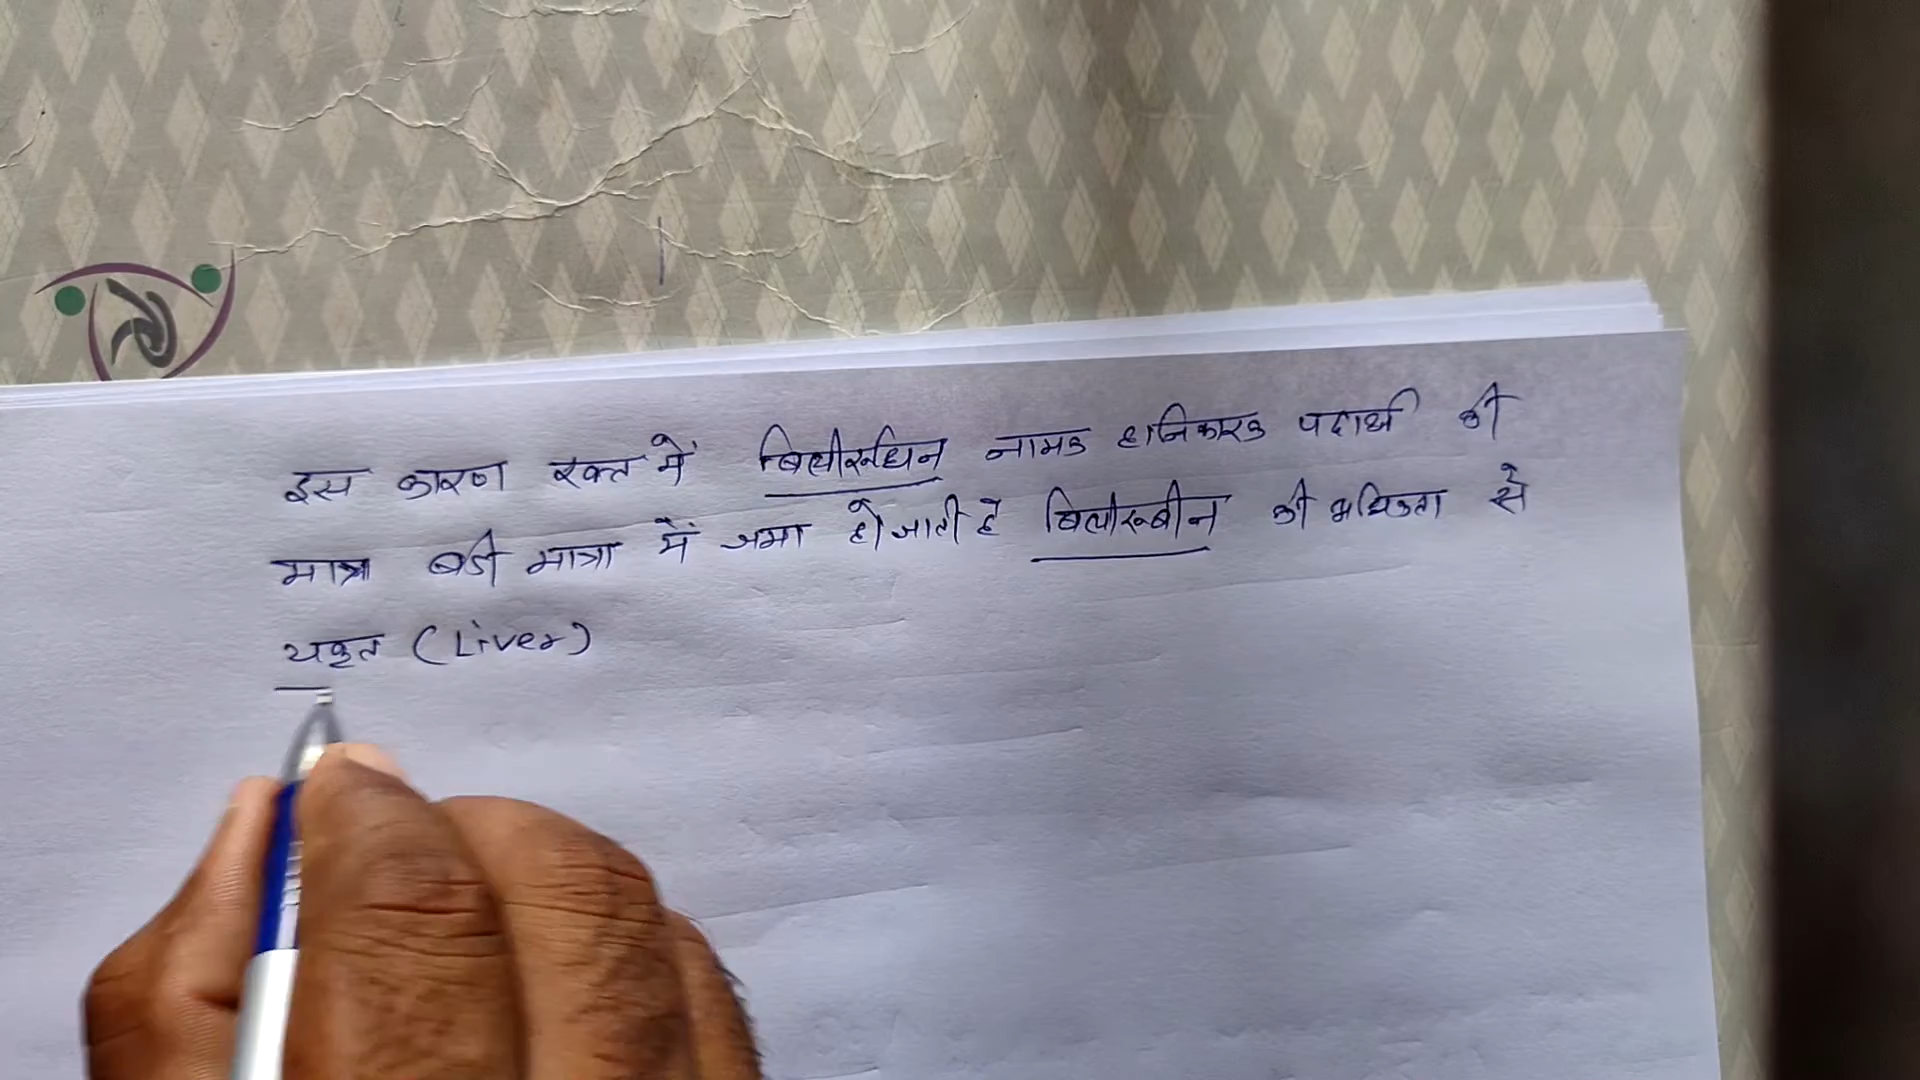 इस कारण रक्त में बिलीरुधिन नामक हानिकारक पदार्थ की
मात्रा बडी मात्रा में जमा हो जाती है बिलीरूबीन की अधिकता से
यकृत (Liver)